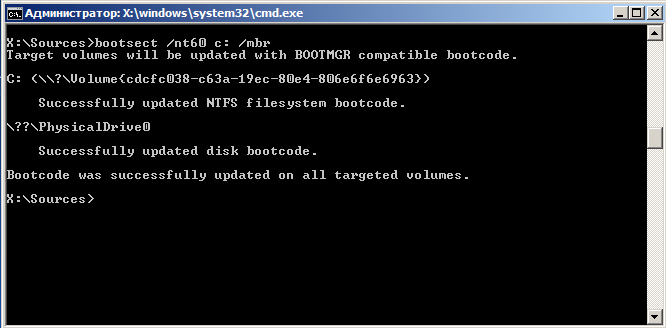 Администратор: X:\windows\system32\cmd.exe
X:\Sources>bootsect /nt60 c: /mbr
Target volumes will be updated with BOOTMGR compatible bootcode.
C: (\\?\Volume{cdcfc038-c63a-19ec-80e4-806e6f6e6963})
Successfully updated NTFS filesystem bootcode.
\??\PhysicalDrive0
Successfully updated disk bootcode.
Bootcode was successfully updated on all targeted volumes.
X:\Sources>